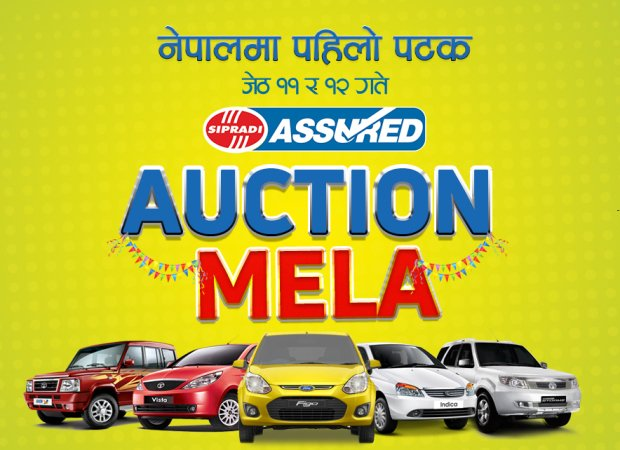 नेपालमा पहिलो पटक
जेठ ११ र १२ गते
SIPRADI ASSURED
AUCTION
MELA
Vista
Figo
indica